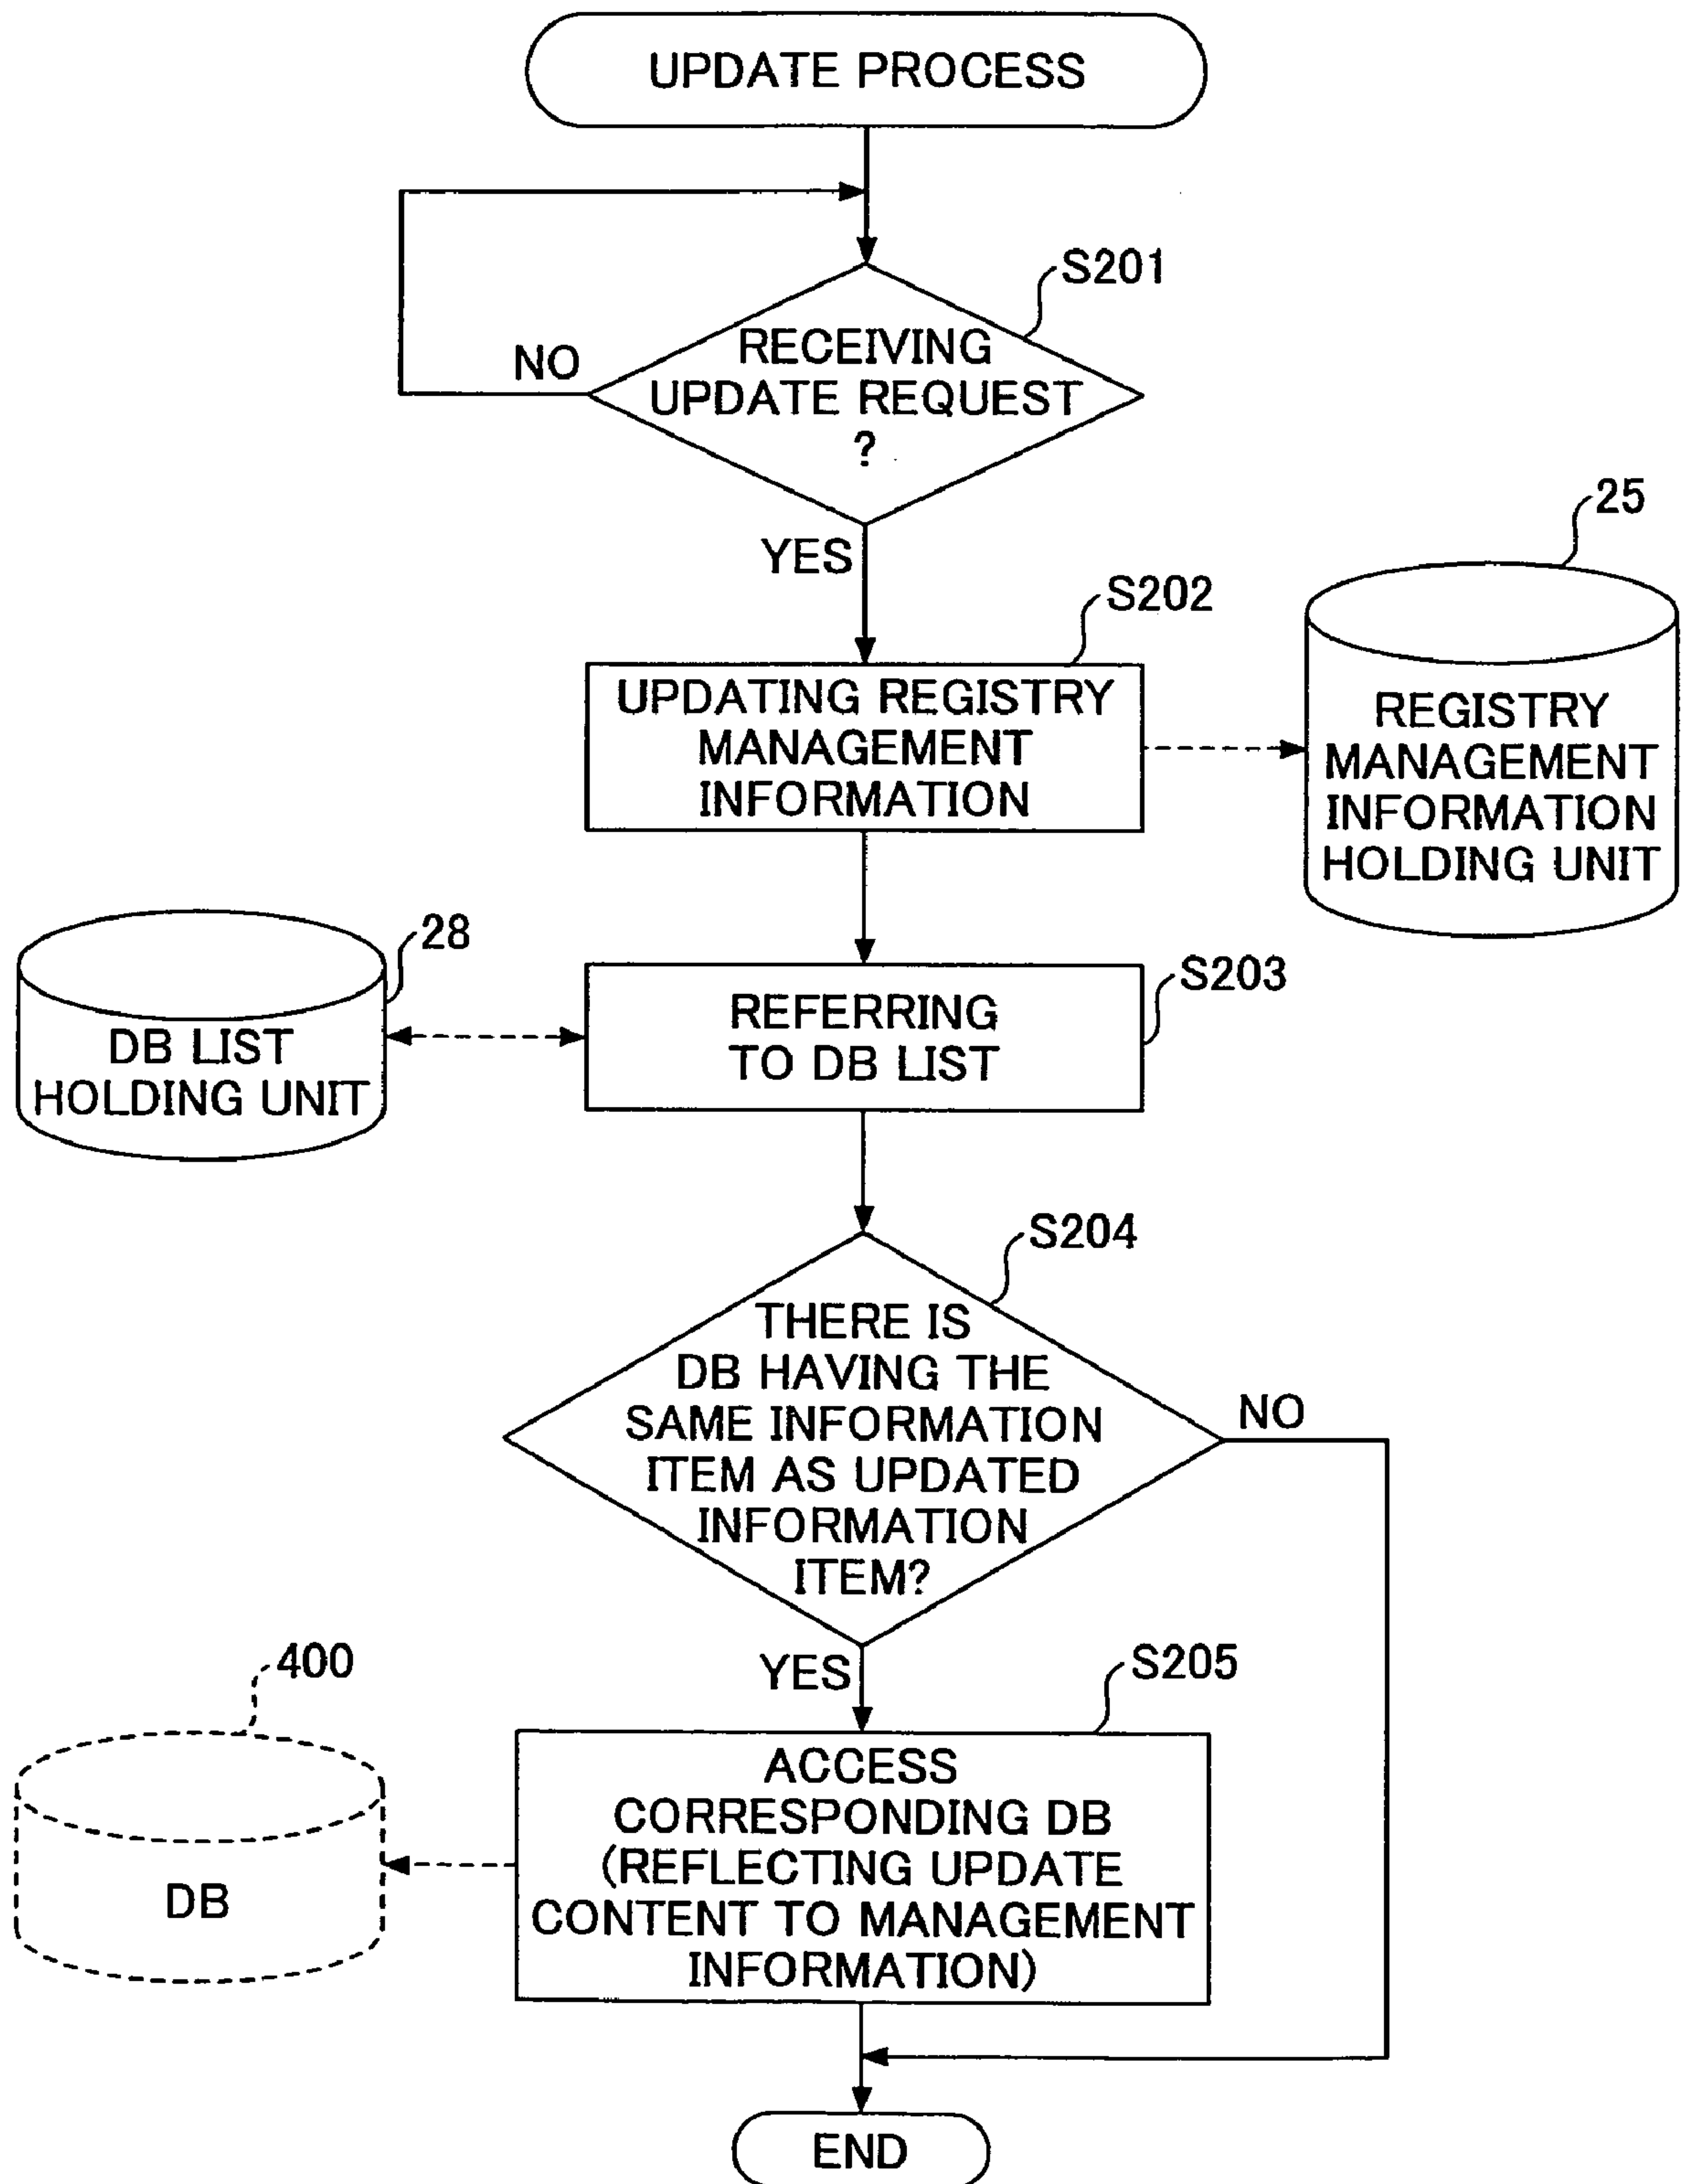 UPDATE PROCESS
S201
RECEIVING
UPDATE REQUEST
?
NO
YES
25
S202
UPDATING REGISTRY
MANAGEMENT
INFORMATION
REGISTRY
MANAGEMENT
INFORMATION
HOLDING UNIT
28
DB LIST
HOLDING UNIT
S203
REFERRING
TO DB LIST
S204
THERE IS
DB HAVING THE
SAME INFORMATION
ITEM AS UPDATED
INFORMATION
ITEM?
NO
YES
400
DB
S205
ACCESS
CORRESPONDING DB
(REFLECTING UPDATE
CONTENT TO MANAGEMENT
INFORMATION)
END